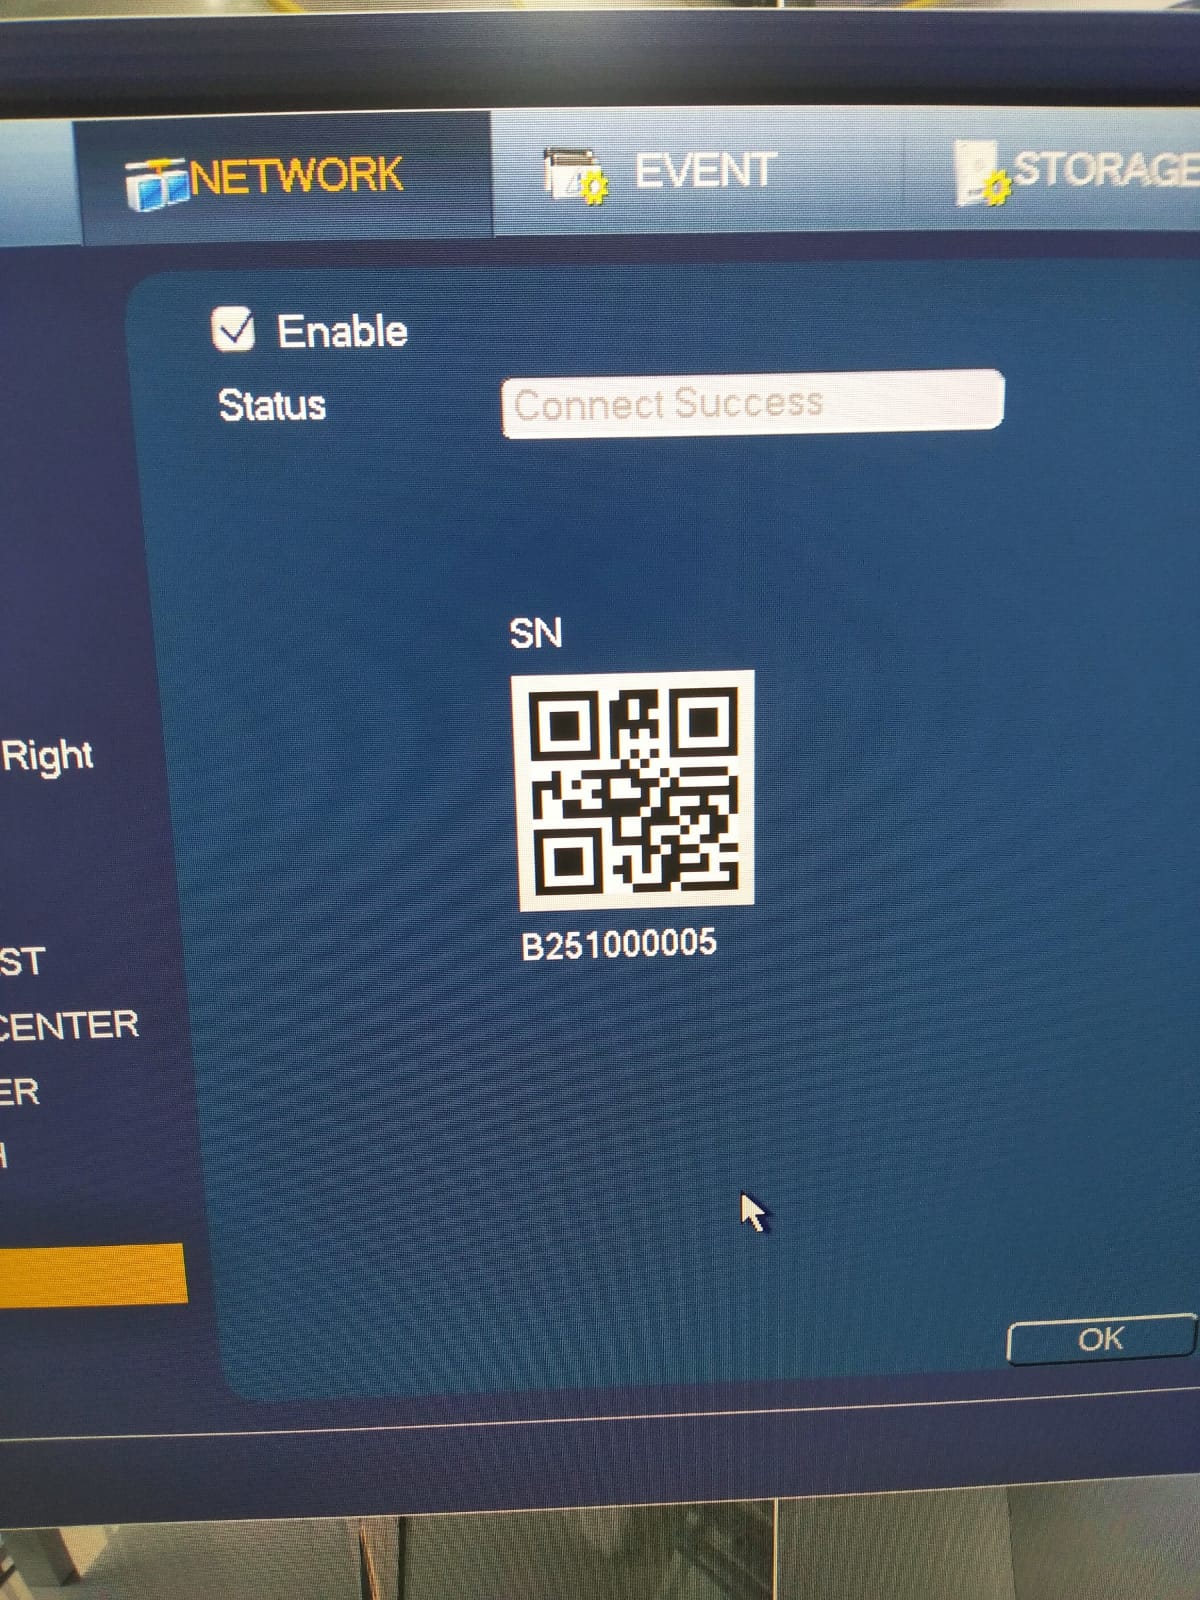 NETWORK
EVENT
STORAGE
Enable
Status
Connect Success
SN
Right
B251000005
ST
CENTER
ER
H
OK